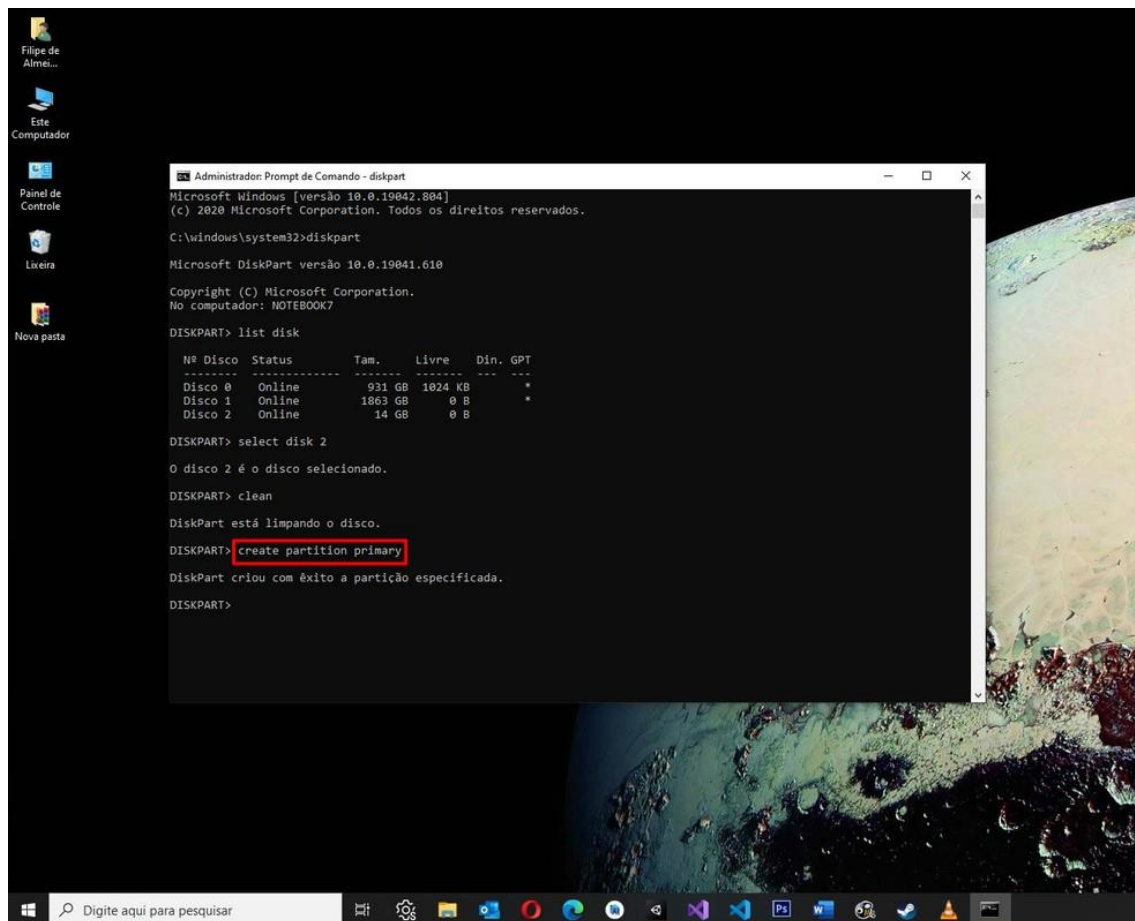 Filipe de
Almei...
Este
Computador
Painel de
Controle
Lixeira
Nova pasta
Administrador: Prompt de Comando - diskpart
Microsoft Windows [versão 10.0.19042.804]
(c) 2020 Microsoft Corporation. Todos os direitos reservados.
C:\windows\system32>diskpart
Microsoft DiskPart versão 10.0.19041.610
Copyright (C) Microsoft Corporation.
No computador: NOTEBOOK7
DISKPART> list disk
Nº Disco Status Tam. Livre Din. GPT
-------- ------------- ------- ------- --- ---
Disco 0 Online 931 GB 1024 KB *
Disco 1 Online 1863 GB 0 B *
Disco 2 Online 14 GB 0 B
DISKPART> select disk 2
O disco 2 é o disco selecionado.
DISKPART> clean
DiskPart está limpando o disco.
DISKPART> create partition primary
DiskPart criou com êxito a partição especificada.
DISKPART>
Digite aqui para pesquisar
Ps